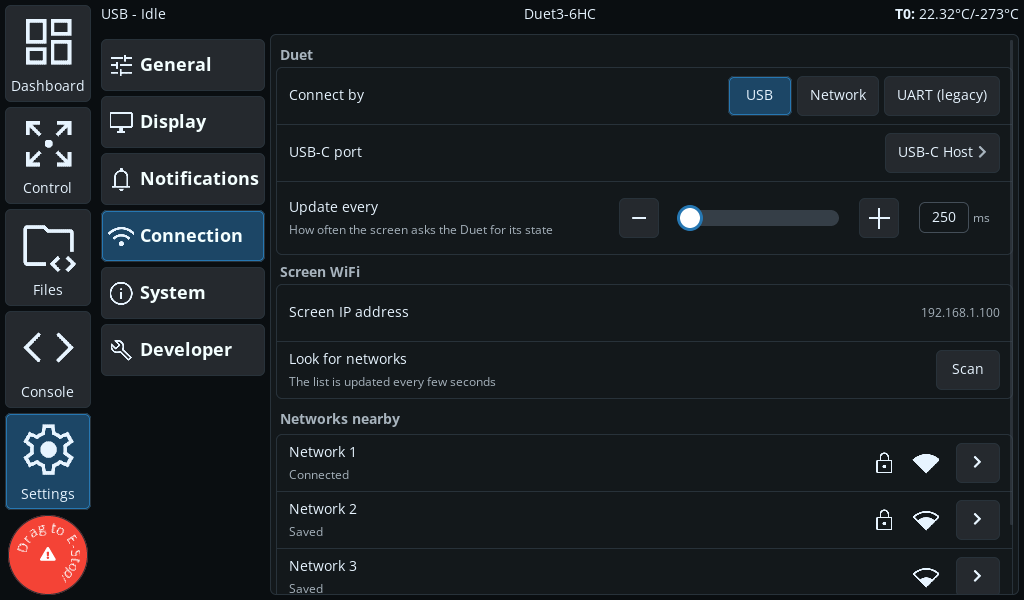 USB - Idle
Duet3-6HC
T0: 22.32°C/-273°C
Dashboard
Control
Files
Console
Settings
Drag to E-Stop!
General
Display
Notifications
Connection
System
Developer
Duet
Connect by
USB
Network
UART (legacy)
USB-C port
USB-C Host
Update every
How often the screen asks the Duet for its state
250 ms
Screen WiFi
Screen IP address
192.168.1.100
Look for networks
The list is updated every few seconds
Scan
Networks nearby
Network 1
Connected
Network 2
Saved
Network 3
Saved